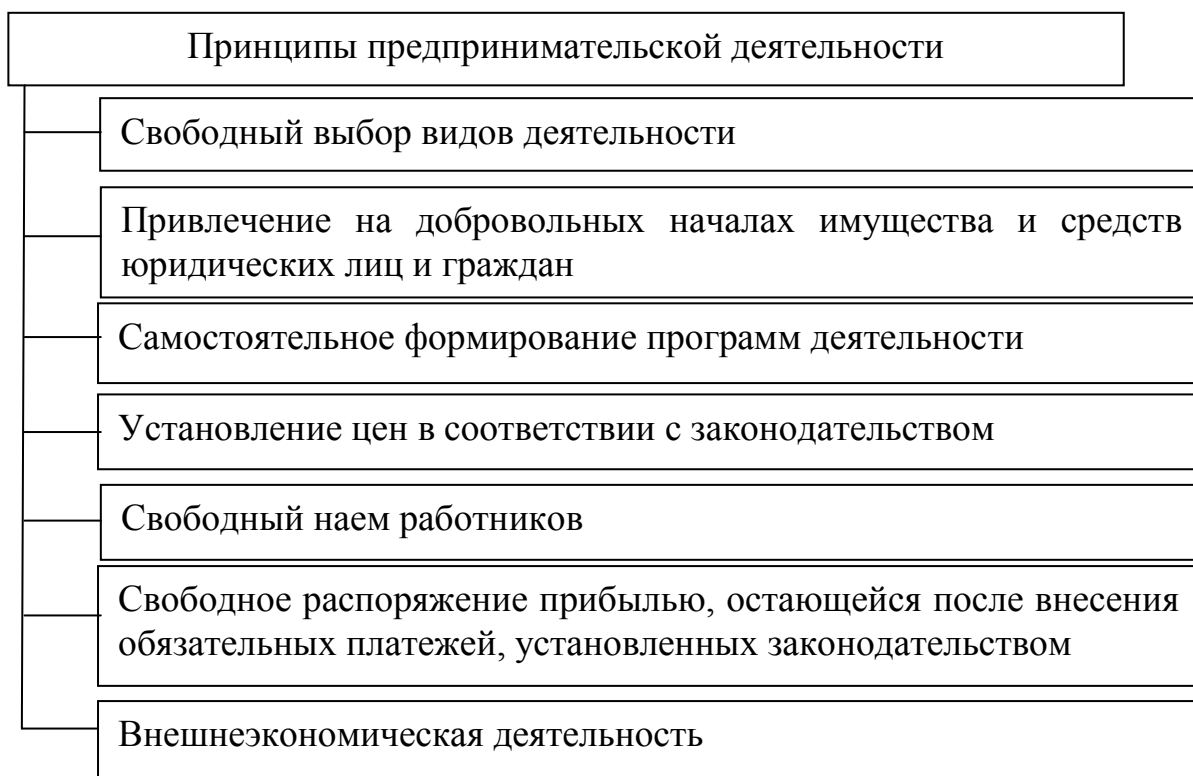 Принципы предпринимательской деятельности
Свободный выбор видов деятельности
Привлечение на добровольных началах имущества и средств
юридических лиц и граждан
Самостоятельное формирование программ деятельности
Установление цен в соответствии с законодательством
Свободный наем работников
Свободное распоряжение прибылью, остающейся после внесения
обязательных платежей, установленных законодательством
Внешнеэкономическая деятельность